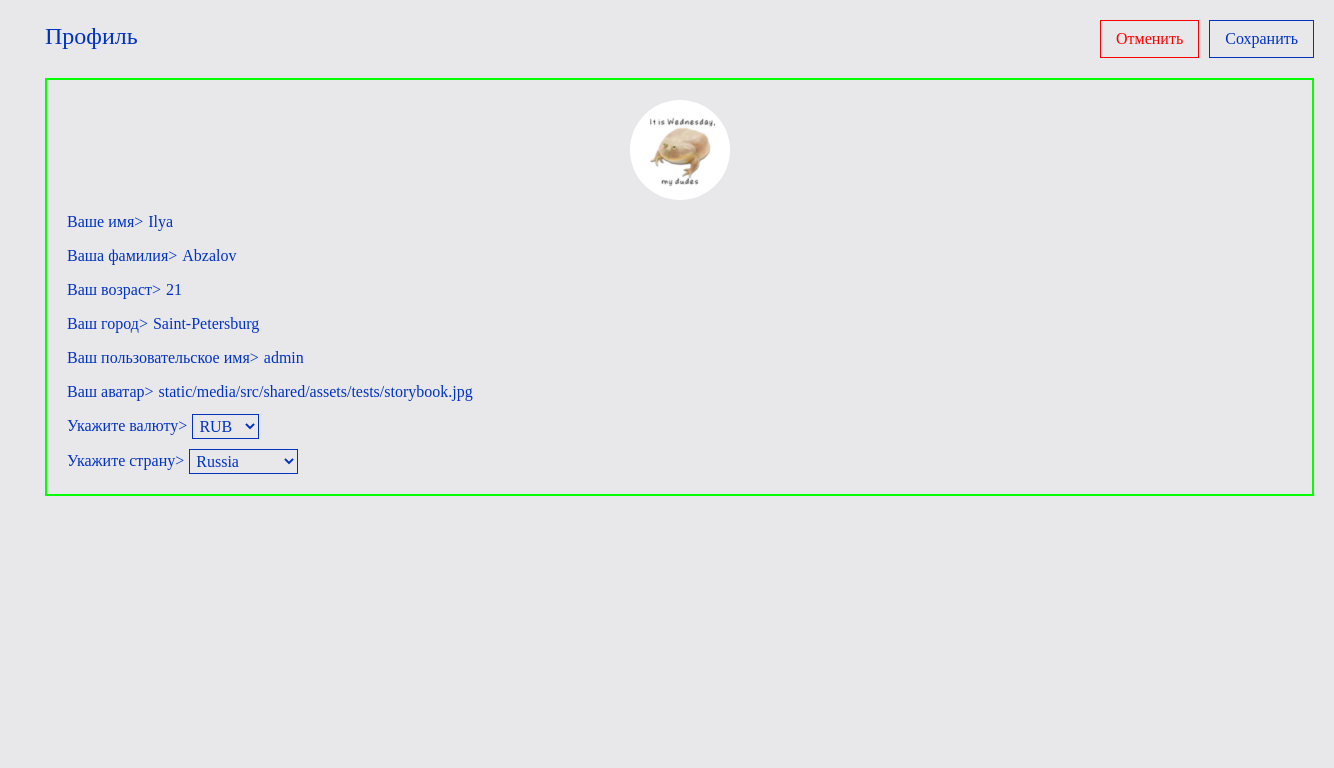 Профиль
Отменить
Сохранить
It is Wednesday,
my dudes
Ваше имя> Ilya
Ваша фамилия> Abzalov
Ваш возраст> 21
Ваш город> Saint-Petersburg
Ваш пользовательское имя> admin
Ваш аватар> static/media/src/shared/assets/tests/storybook.jpg
Укажите валюту> RUB
Укажите страну> Russia